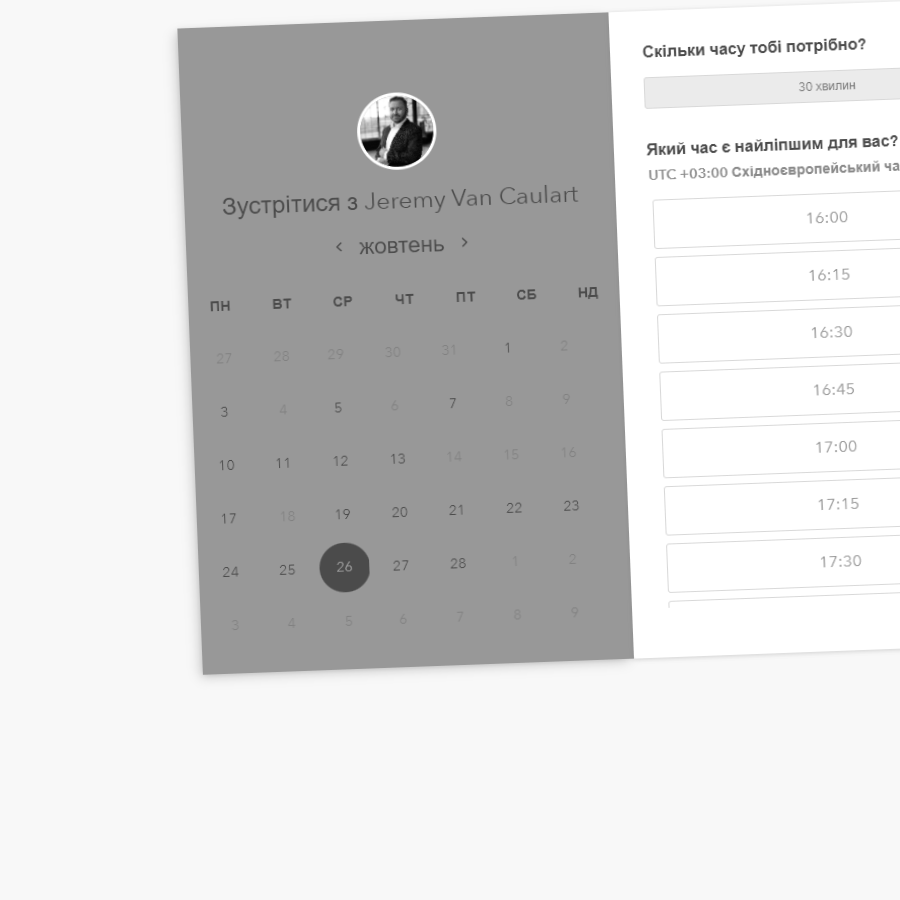 Зустрітися з Jeremy Van Caulart
‹ жовтень ›
ПН ВТ СР ЧТ ПТ СБ НД
27 28 29 30 31 1 2
3 4 5 6 7 8 9
10 11 12 13 14 15 16
17 18 19 20 21 22 23
24 25 26 27 28 1 2
3 4 5 6 7 8 9
Скільки часу тобі потрібно?
30 хвилин
Який час є найліпшим для вас?
UTC +03:00 Східноєвропейський ча
16:00
16:15
16:30
16:45
17:00
17:15
17:30